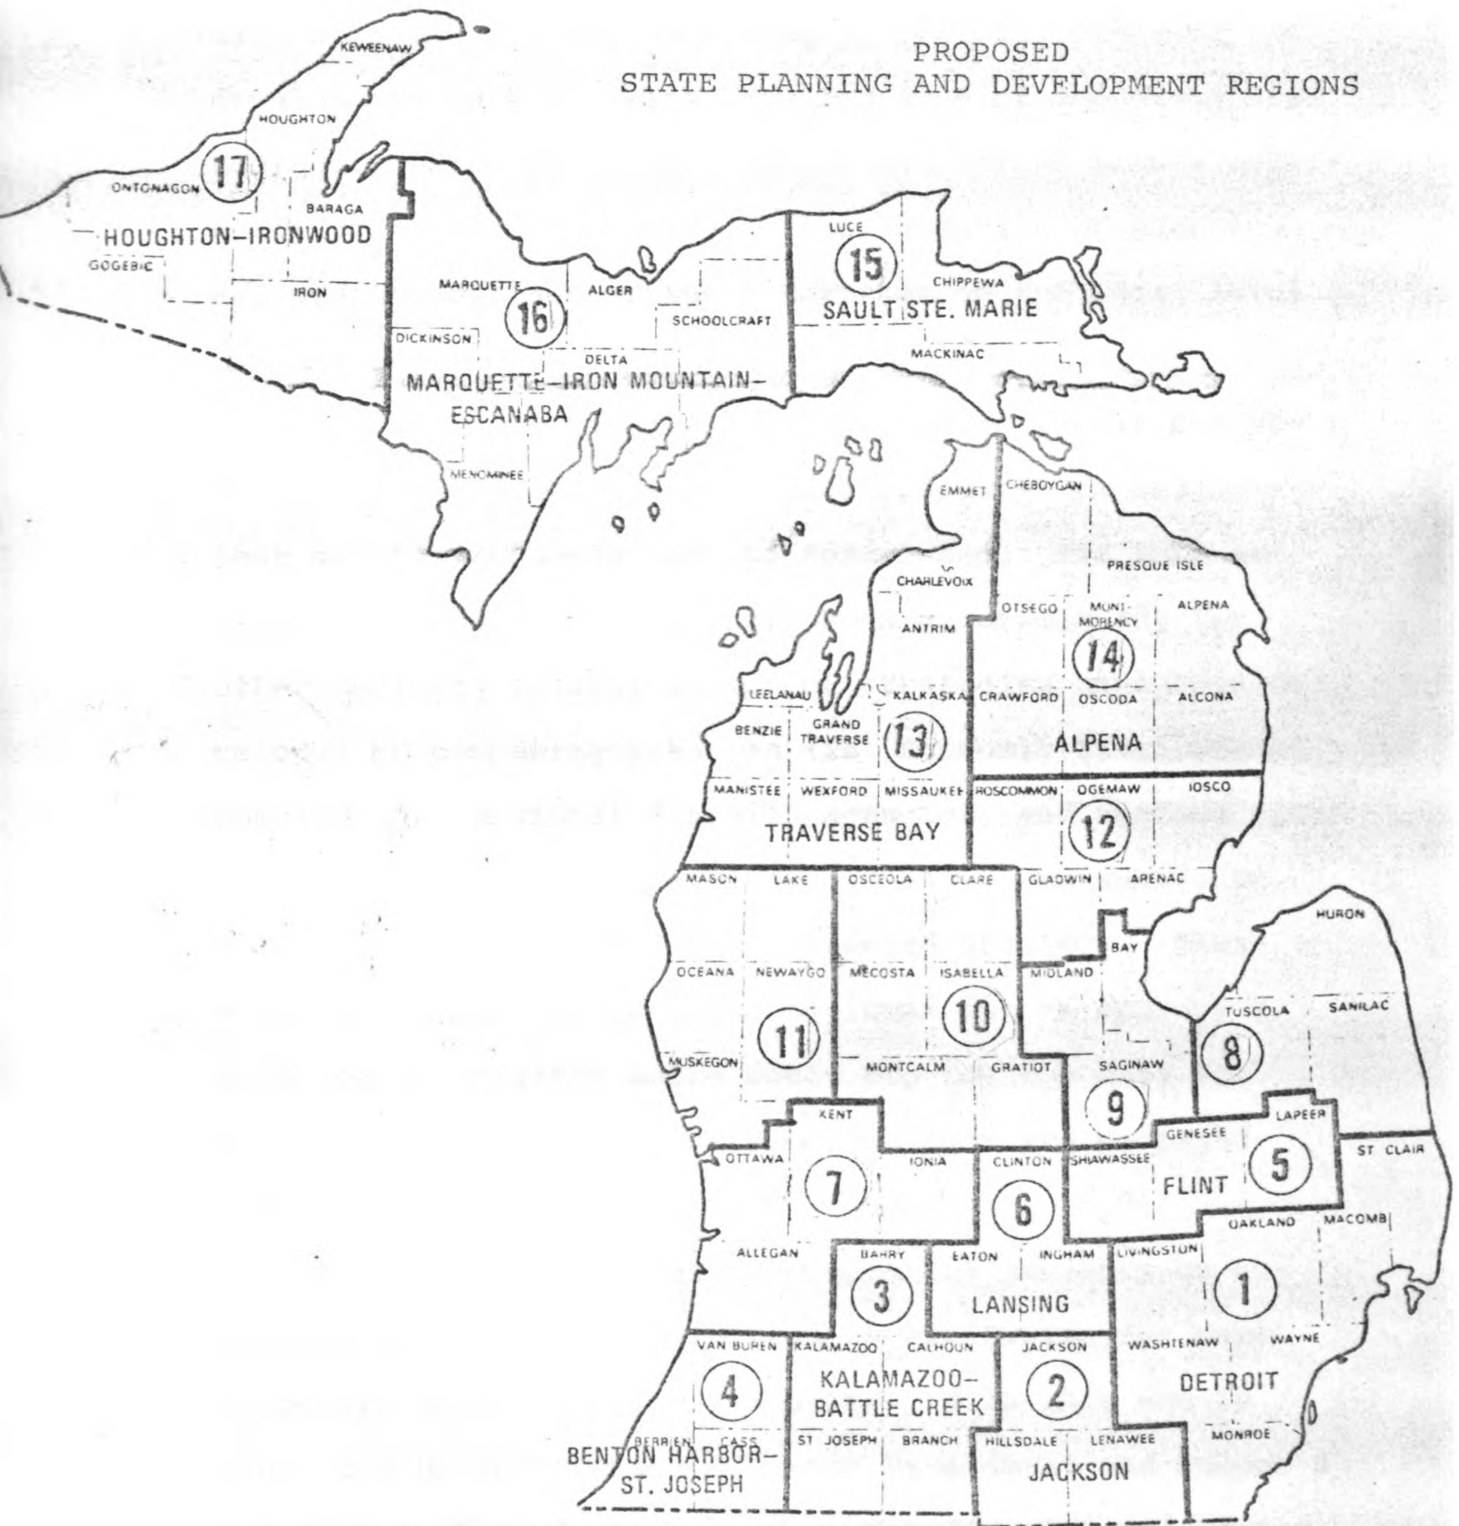 PROPOSED
STATE PLANNING AND DEVELOPMENT REGIONS
KEWEENAW
HOUGHTON
17
ONTONAGON
BARAGA
HOUGHTON-IRONWOOD
GOGEBIC
IRON
MARQUETTE
ALGER
16
SCHOOLCRAFT
DICKINSON
DELTA
MARQUETTE-IRON MOUNTAIN-
ESCANABA
MENOMINEE
LUCE
15
CHIPPEWA
SAULT STE. MARIE
MACKINAC
EMMET
CHEBOYGAN
PRESQUE ISLE
CHARLEVOIX
OTSEGO
MONT-
MORENCY
ALPENA
ANTRIM
14
LEELANAU
KALKASKA
CRAWFORD
OSCODA
ALCONA
BENZIE
GRAND
TRAVERSE
13
ALPENA
MANISTEE
WEXFORD
MISSAUKEE
ROSCOMMON
OGEMAW
IOSCO
TRAVERSE BAY
12
MASON
LAKE
OSCEOLA
CLARE
GLADWIN
ARENAC
HURON
BAY
OCEANA
NEWAYGO
MECOSTA
ISABELLA
MIDLAND
TUSCOLA
SANILAC
11
10
8
MUSKEGON
MONTCALM
GRATIOT
SAGINAW
9
KENT
LAPEER
GENESEE
OTTAWA
IONIA
CLINTON
SHIAWASSEE
ST CLAIR
7
6
5
FLINT
OAKLAND
MACOMB
ALLEGAN
BARRY
EATON
INGHAM
LIVINGSTON
3
1
LANSING
VAN BUREN
KALAMAZOO
CALHOUN
JACKSON
WASHTENAW
WAYNE
4
KALAMAZOO-
BATTLE CREEK
2
DETROIT
BERRIEN
CASS
ST JOSEPH
BRANCH
HILLSDALE
LENAWEE
MONROE
BENTON HARBOR-
ST. JOSEPH
JACKSON